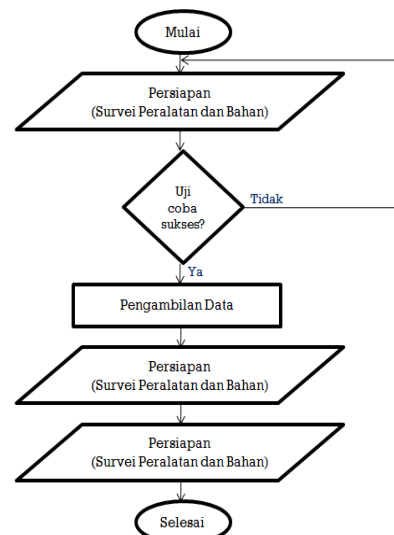 Mulai
Persiapan
(Survei Peralatan dan Bahan)
Uji
coba
sukses?
Tidak
Ya
Pengambilan Data
Persiapan
(Survei Peralatan dan Bahan)
Persiapan
(Survei Peralatan dan Bahan)
Selesai